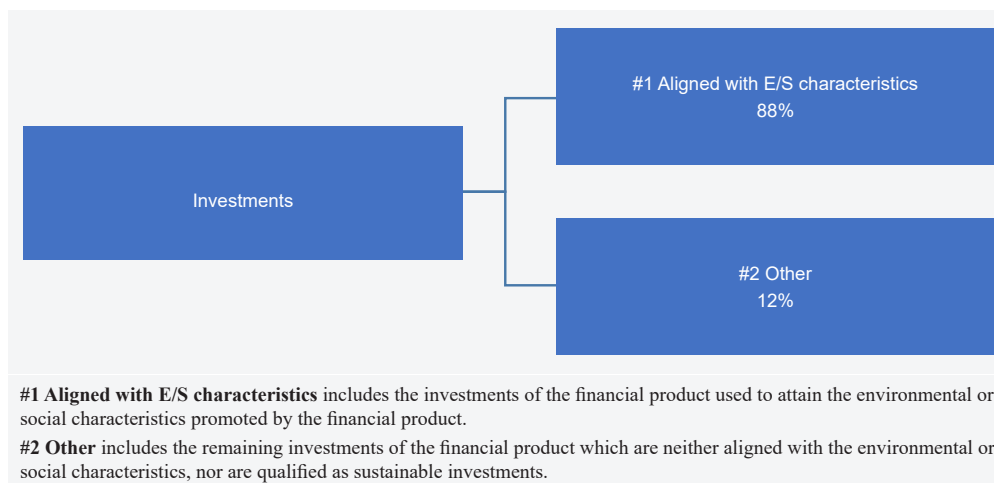 #1 Aligned with E/S characteristics
88%
Investments
#2 Other
12%
#1 Aligned with E/S characteristics includes the investments of the financial product used to attain the environmental or
social characteristics promoted by the financial product.
#2 Other includes the remaining investments of the financial product which are neither aligned with the environmental or
social characteristics, nor are qualified as sustainable investments.